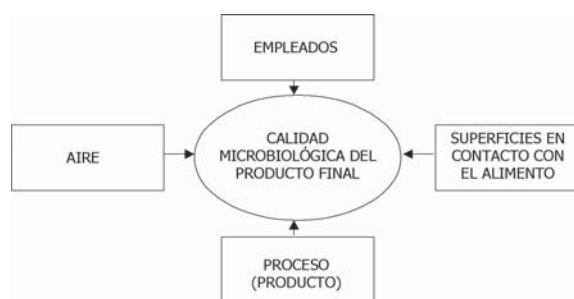 EMPLEADOS
AIRE
CALIDAD
MICROBIOLÓGICA DEL
PRODUCTO FINAL
SUPERFICIES EN
CONTACTO CON
EL ALIMENTO
PROCESO
(PRODUCTO)